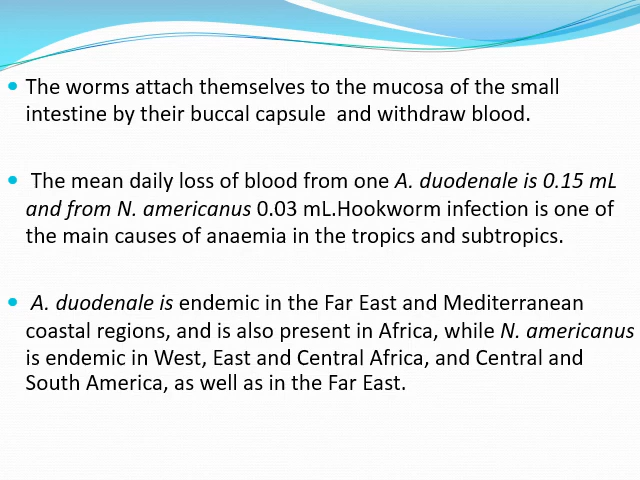 The worms attach themselves to the mucosa of the small
intestine by their buccal capsule  and withdraw blood.
The mean daily loss of blood from one A. duodenale is 0.15 mL
and from N. americanus 0.03 mL.Hookworm infection is one of
the main causes of anaemia in the tropics and subtropics.
A. duodenale is endemic in the Far East and Mediterranean
coastal regions, and is also present in Africa, while N. americanus
is endemic in West, East and Central Africa, and Central and
South America, as well as in the Far East.